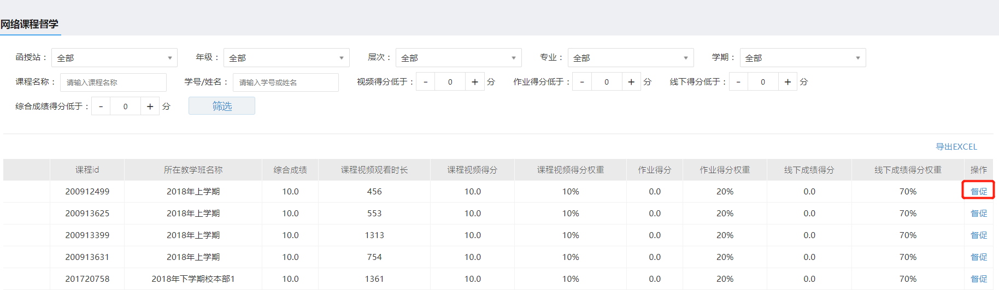 网络课程督学
函授站： 全部 年级： 全部 层次： 全部 专业： 全部 学期： 全部
课程名称： 请输入课程名称 学号/姓名： 请输入学号或姓名 视频得分低于： - 0 + 分 作业得分低于： - 0 + 分 线下得分低于： - 0 + 分
综合成绩得分低于： - 0 + 分 筛选
导出EXCEL
课程id 所在教学班名称 综合成绩 课程视频观看时长 课程视频得分 课程视频得分权重 作业得分 作业得分权重 线下成绩得分 线下成绩得分权重 操作
200912499 2018年上学期 10.0 456 10.0 10% 0.0 20% 0.0 70% 督促
200913625 2018年上学期 10.0 553 10.0 10% 0.0 20% 0.0 70% 督促
200913399 2018年上学期 10.0 1313 10.0 10% 0.0 20% 0.0 70% 督促
200913631 2018年上学期 10.0 754 10.0 10% 0.0 20% 0.0 70% 督促
201720758 2018年下学期校本部1 10.0 1361 10.0 10% 0.0 20% 0.0 70% 督促